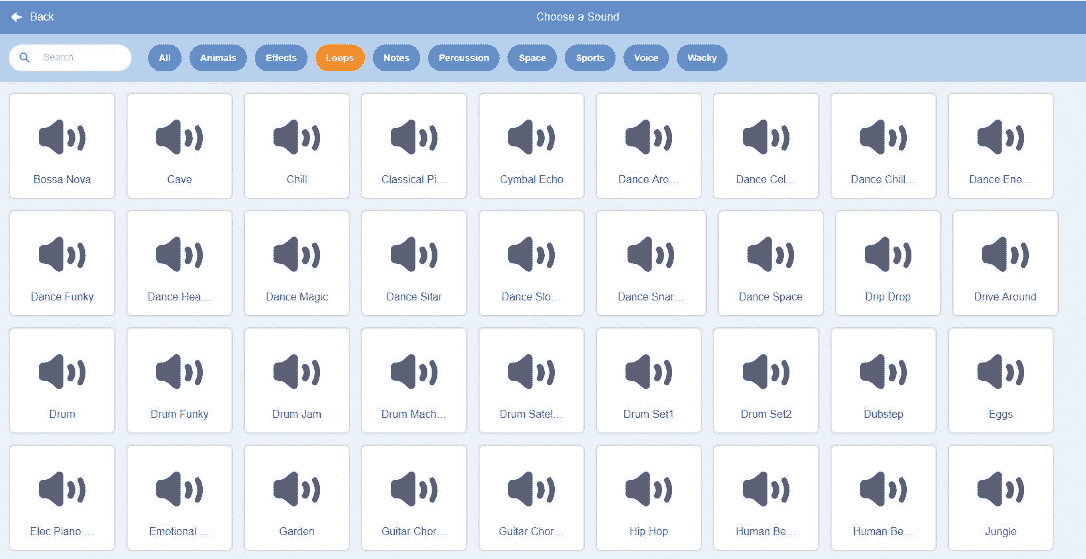 Back
Choose a Sound
Search All Animals Effects Loops Notes Percussion Space Sports Voice Wacky
Bossa Nova Cave Chill Classical Pi... Cymbal Echo Dance Aro... Dance Cel... Dance Chill... Dance Ene...
Dance Funky Dance Hea... Dance Magic Dance Sitar Dance Slo... Dance Snar... Dance Space Drip Drop Drive Around
Drum Drum Funky Drum Jam Drum Mach... Drum Satel... Drum Set1 Drum Set2 Dubstep Eggs
Elec Piano ... Emotional ... Garden Guitar Chor... Guitar Chor... Hip Hop Human Be... Human Be... Jungle